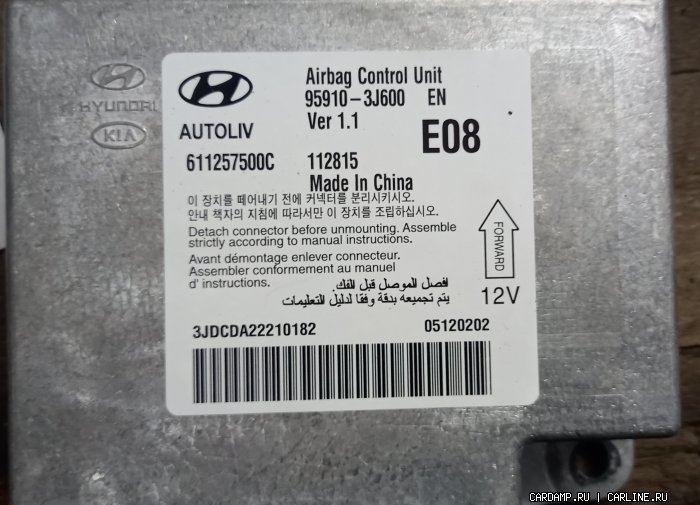 HYUNDAI
KIA
Airbag Control Unit
95910-3J600 EN
AUTOLIV Ver 1.1 E08
611257500C 112815
Made In China
이 장치를 떼어내기 전에 커넥터를 분리시키시오.
안내 책자의 지침에 따라서만 이 장치를 조립하십시오.
Detach connector before unmounting. Assemble
strictly according to manual instructions.
Avant démontage enlever connecteur.
Assembler conformement au manuel
d' instructions.
افصل الموصل قبل الفك.
يتم تجميعه بدقة وفقا لدليل التعليمات
FORWARD
12V
3JDCDA22210182 05120202
CARDAMP.RU | CARLINE.RU